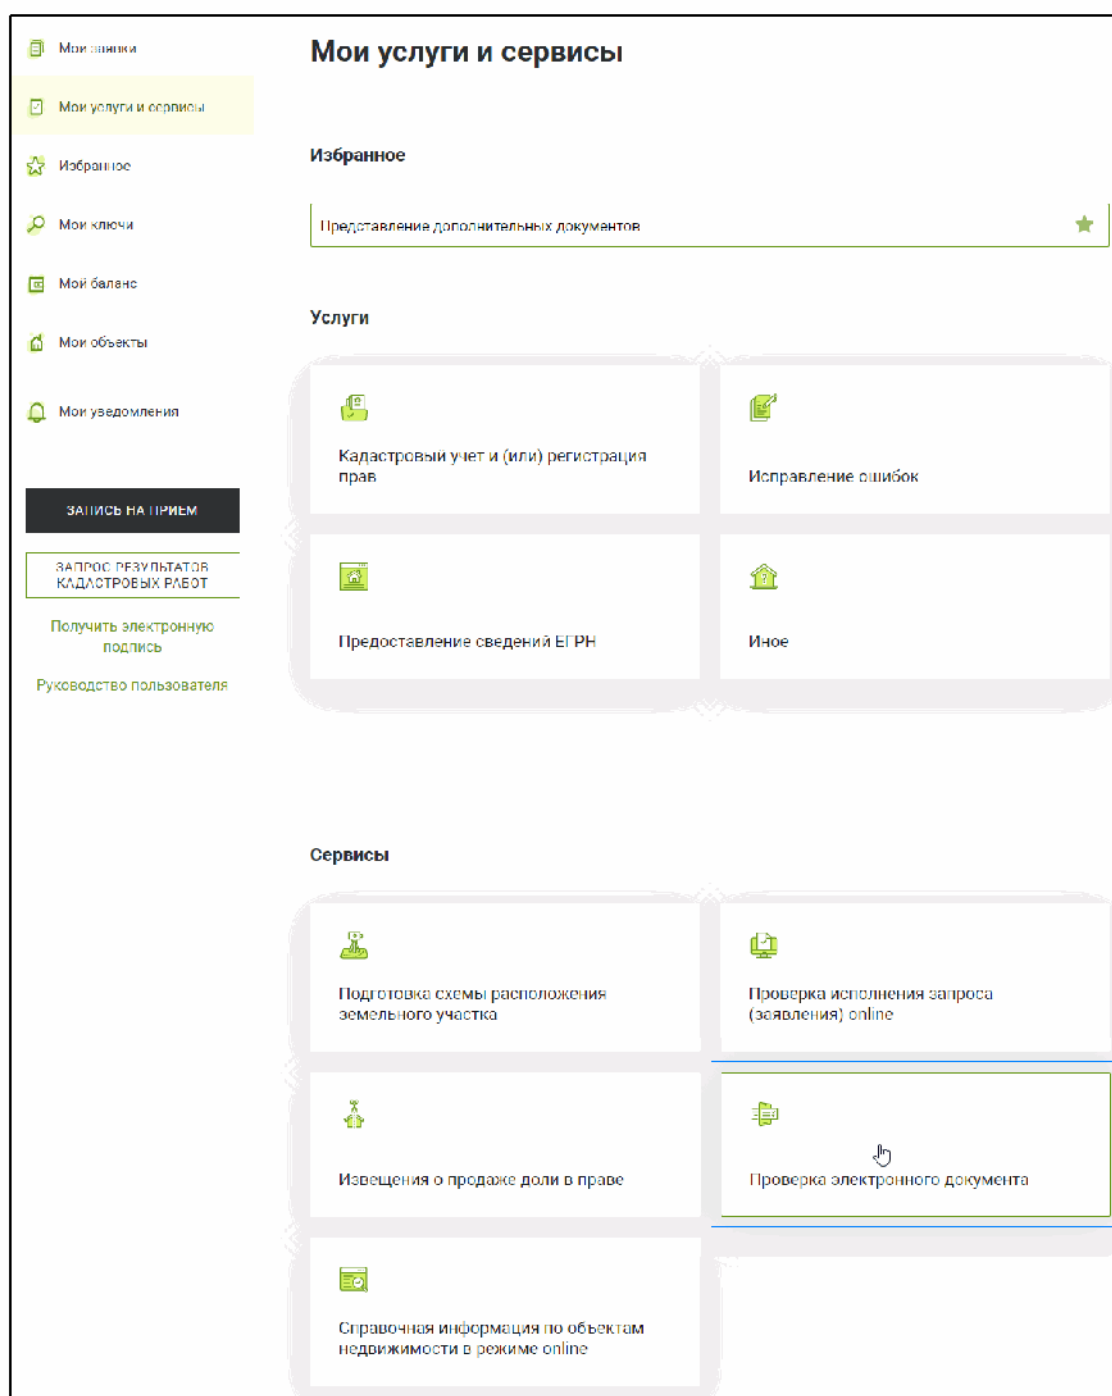 Мои заявки
Мои услуги и сервисы
Избранное
Мои ключи
Мой баланс
Мои объекты
Мои уведомления
ЗАПИСЬ НА ПРИЕМ
ЗАПРОС РЕЗУЛЬТАТОВ
КАДАСТРОВЫХ РАБОТ
Получить электронную
подпись
Руководство пользователя
Мои услуги и сервисы
Избранное
Представление дополнительных документов
Услуги
Кадастровый учет и (или) регистрация
прав
Исправление ошибок
Предоставление сведений ЕГРН
Иное
Сервисы
Подготовка схемы расположения
земельного участка
Проверка исполнения запроса
(заявления) online
Извещения о продаже доли в праве
Проверка электронного документа
Справочная информация по объектам
недвижимости в режиме online